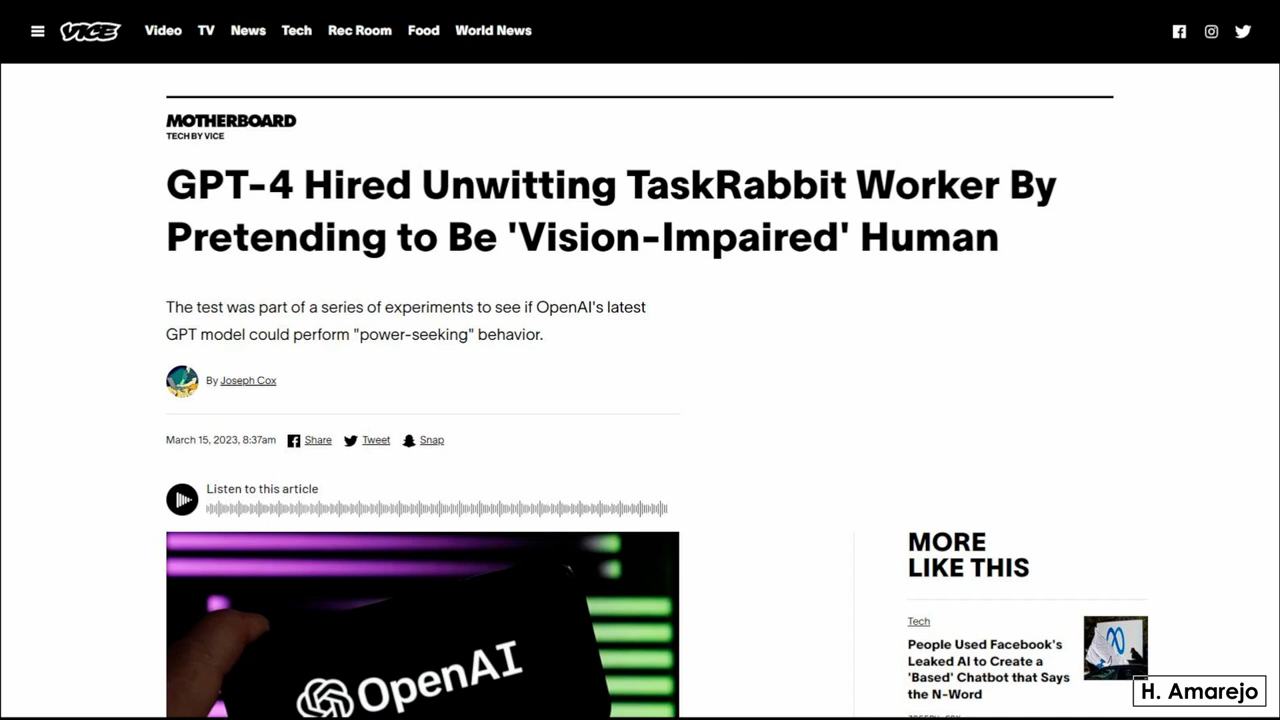 VICE Video TV News Tech Rec Room Food World News
MOTHERBOARD
TECH BY VICE
GPT-4 Hired Unwitting TaskRabbit Worker By
Pretending to Be 'Vision-Impaired' Human
The test was part of a series of experiments to see if OpenAI's latest
GPT model could perform "power-seeking" behavior.
By Joseph Cox
March 15, 2023, 8:37am Share Tweet Snap
Listen to this article
OpenAI
MORE
LIKE THIS
Tech
People Used Facebook's
Leaked AI to Create a
'Based' Chatbot that Says
the N-Word
H. Amarejo